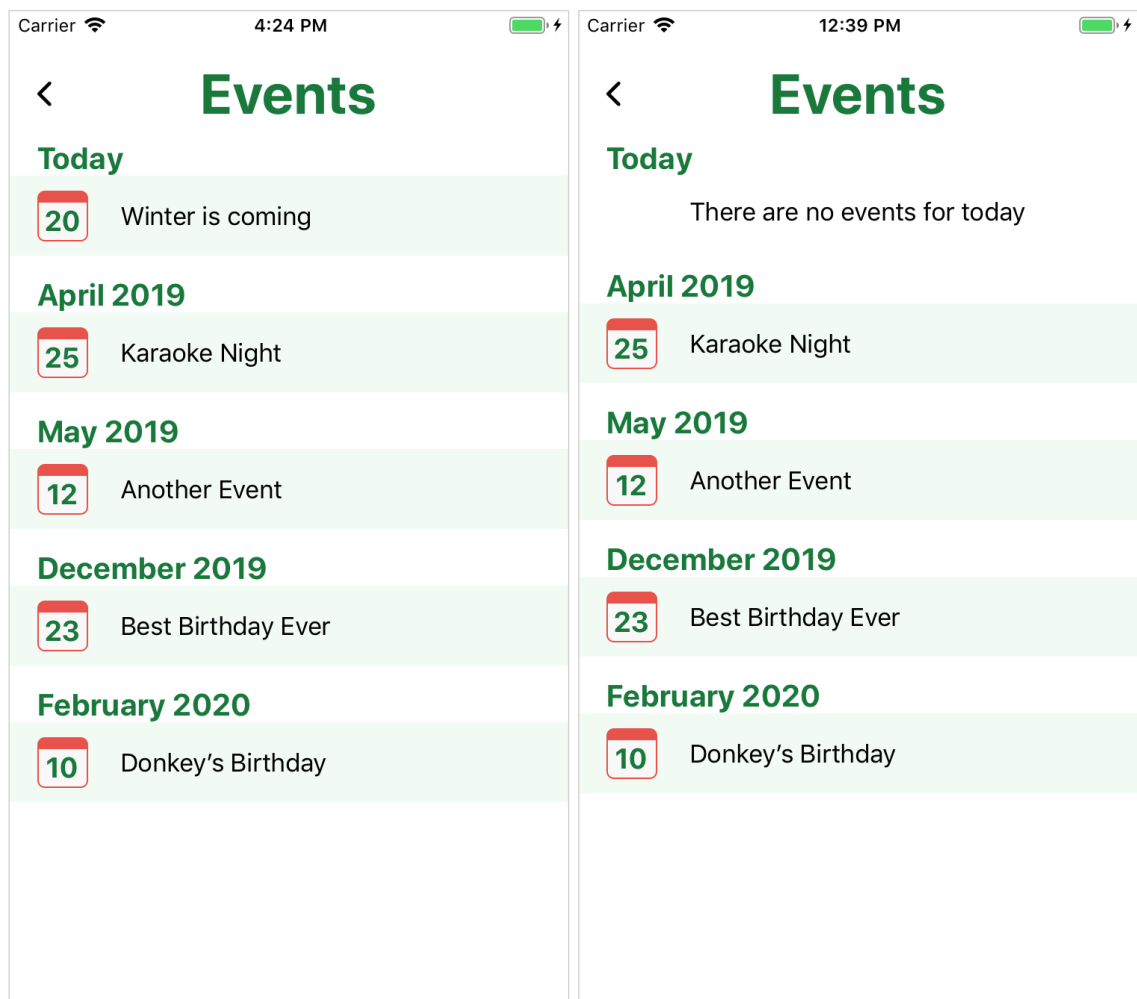 Carrier 4:24 PM
Events
Today
20 Winter is coming
April 2019
25 Karaoke Night
May 2019
12 Another Event
December 2019
23 Best Birthday Ever
February 2020
10 Donkey’s Birthday
Carrier 12:39 PM
Events
Today
There are no events for today
April 2019
25 Karaoke Night
May 2019
12 Another Event
December 2019
23 Best Birthday Ever
February 2020
10 Donkey’s Birthday